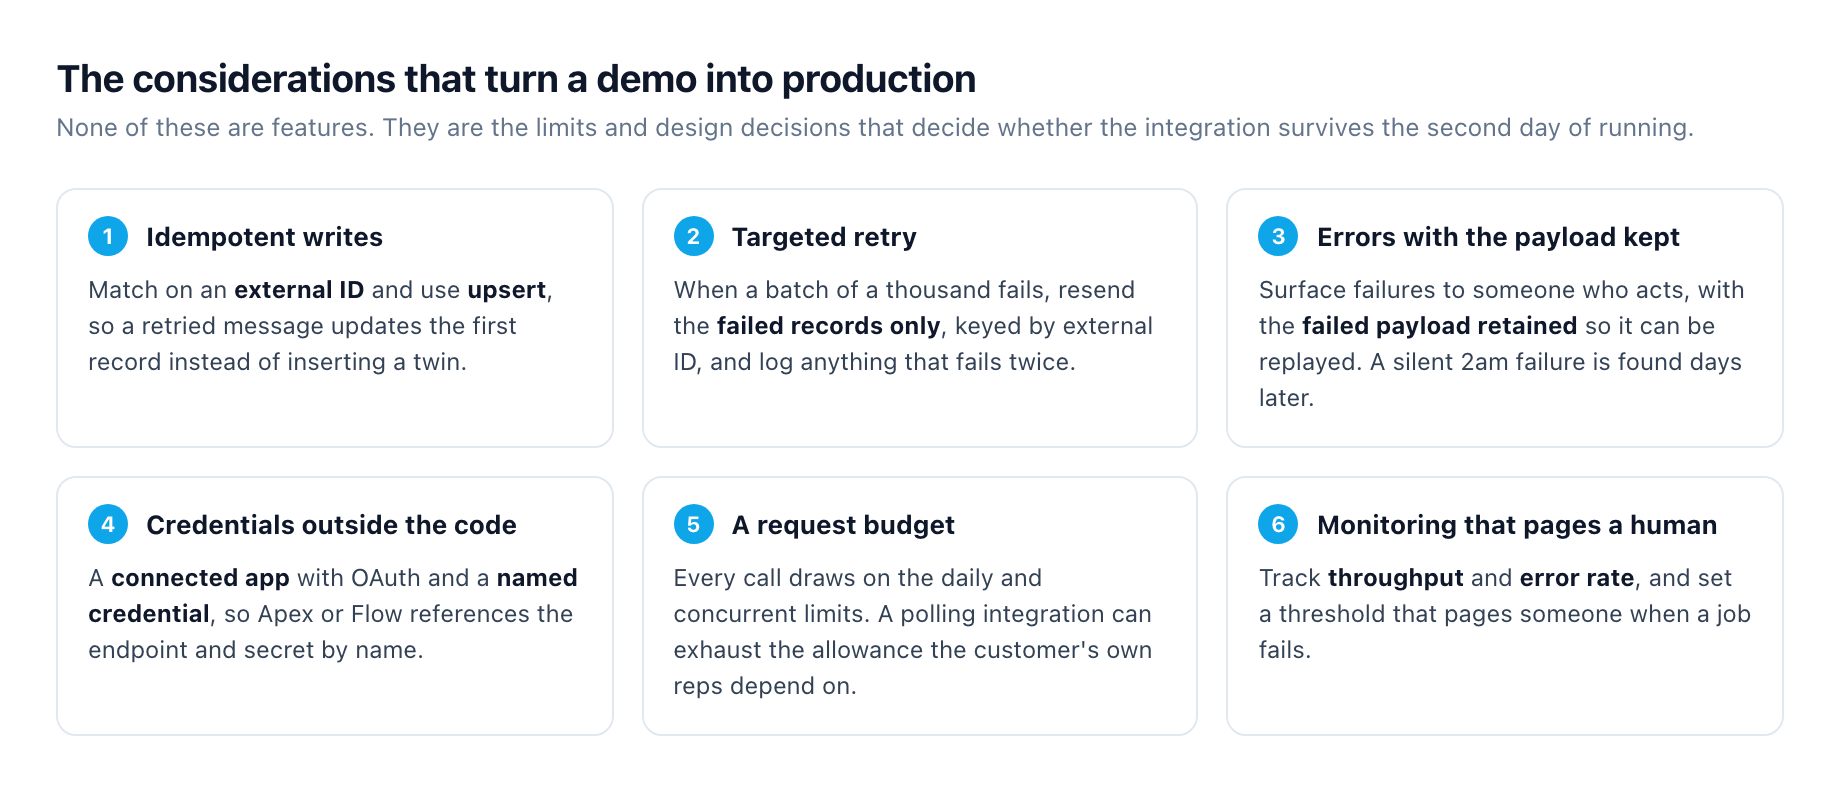 The considerations that turn a demo into production
None of these are features. They are the limits and design decisions that decide whether the integration survives the second day of running.
1 Idempotent writes
Match on an external ID and use upsert,
so a retried message updates the first
record instead of inserting a twin.
2 Targeted retry
When a batch of a thousand fails, resend
the failed records only, keyed by external
ID, and log anything that fails twice.
3 Errors with the payload kept
Surface failures to someone who acts, with
the failed payload retained so it can be
replayed. A silent 2am failure is found days
later.
4 Credentials outside the code
A connected app with OAuth and a named
credential, so Apex or Flow references the
endpoint and secret by name.
5 A request budget
Every call draws on the daily and
concurrent limits. A polling integration can
exhaust the allowance the customer's own
reps depend on.
6 Monitoring that pages a human
Track throughput and error rate, and set
a threshold that pages someone when a job
fails.